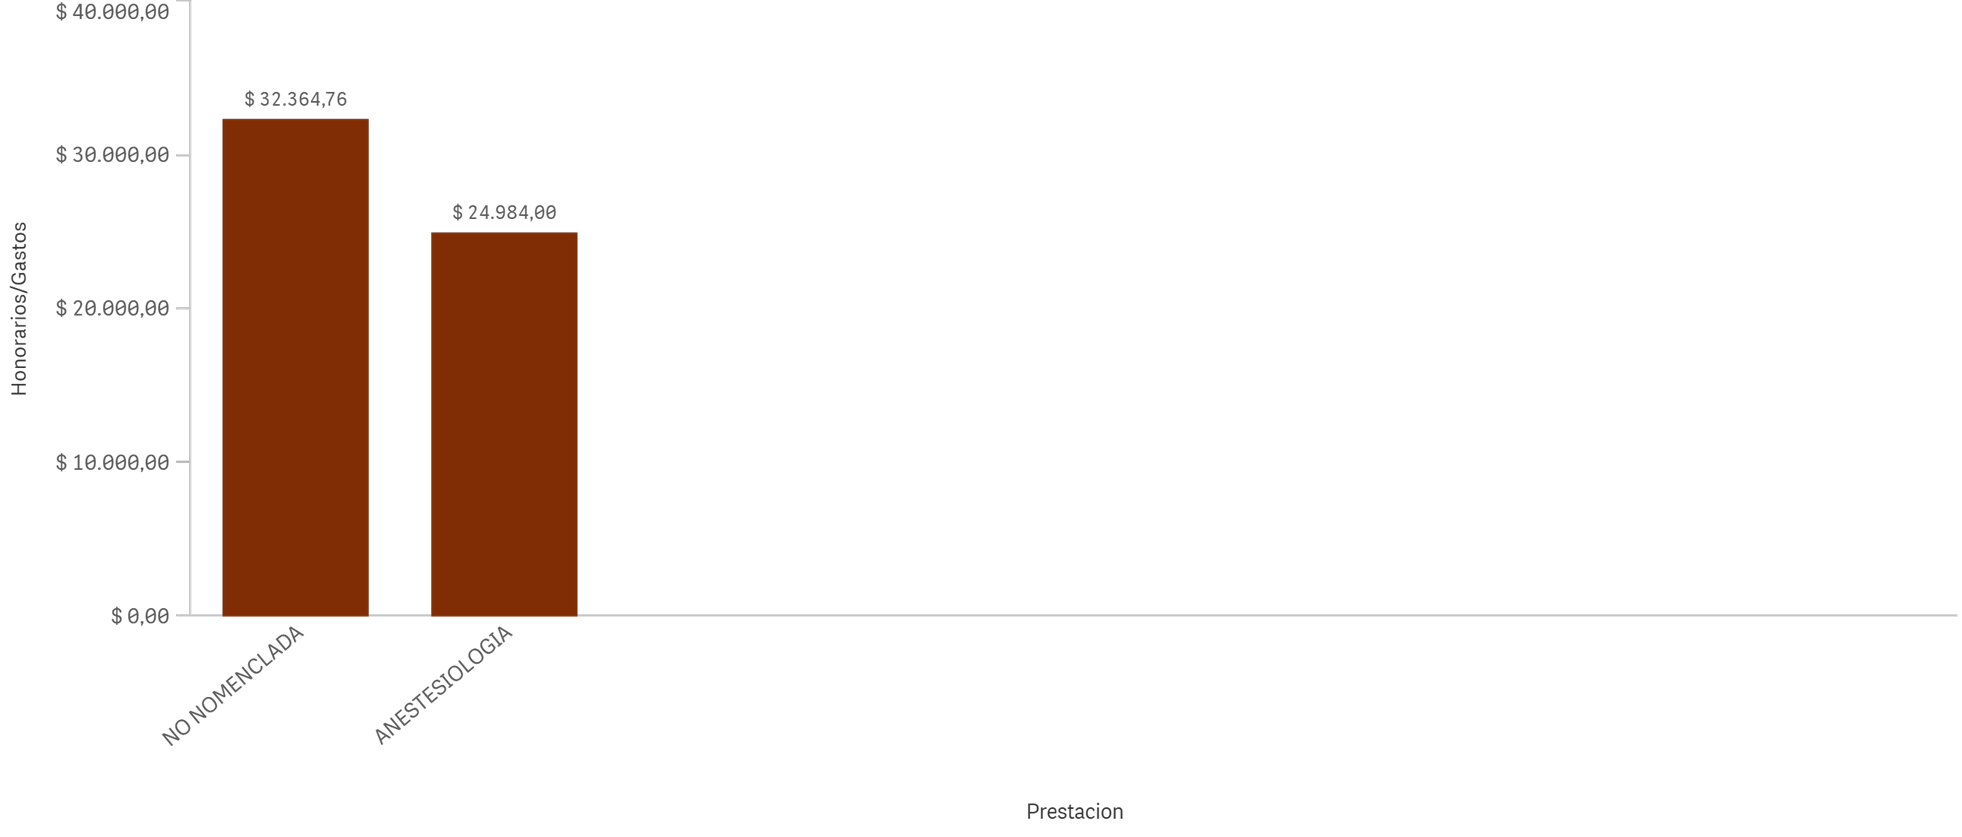 $ 40.000,00
$ 32.364,76
$ 30.000,00
$ 24.984,00
$ 20.000,00
$ 10.000,00
$ 0,00
Honorarios/Gastos
NO NOMENCLADA
ANESTESIOLOGIA
Prestacion